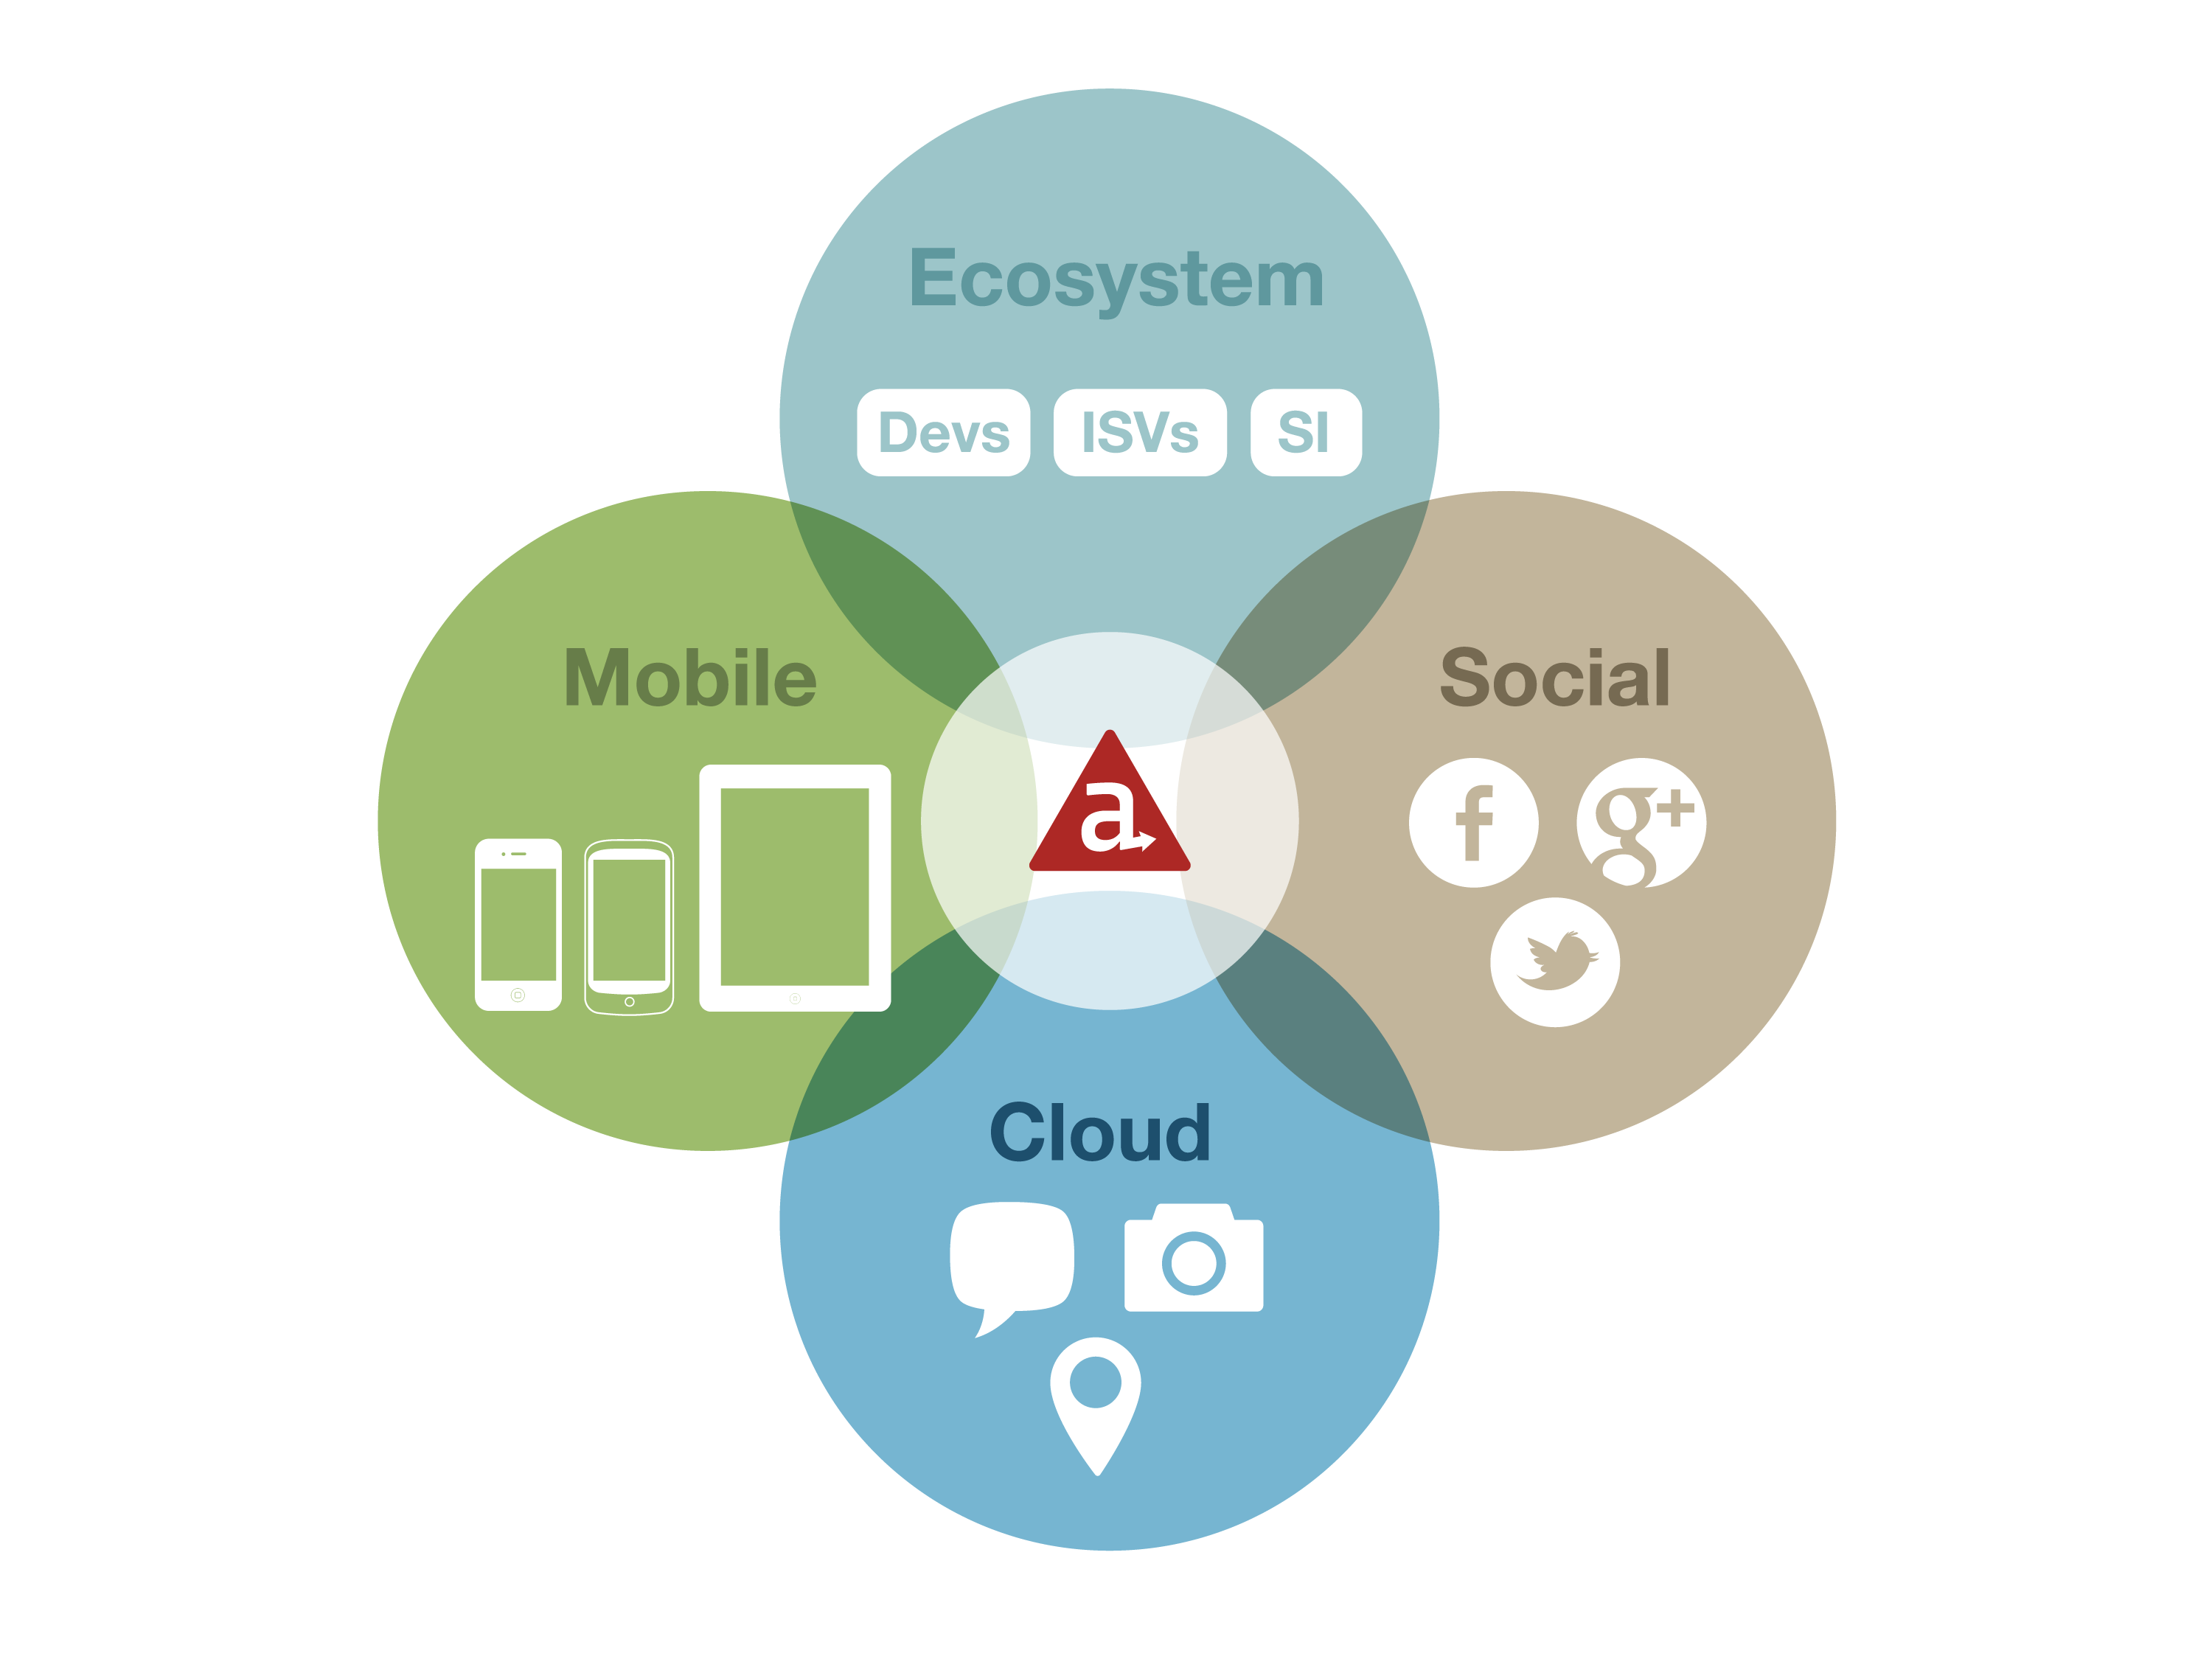 Ecosystem
Devs ISVs SI
Mobile
Social
a
f g+
Cloud